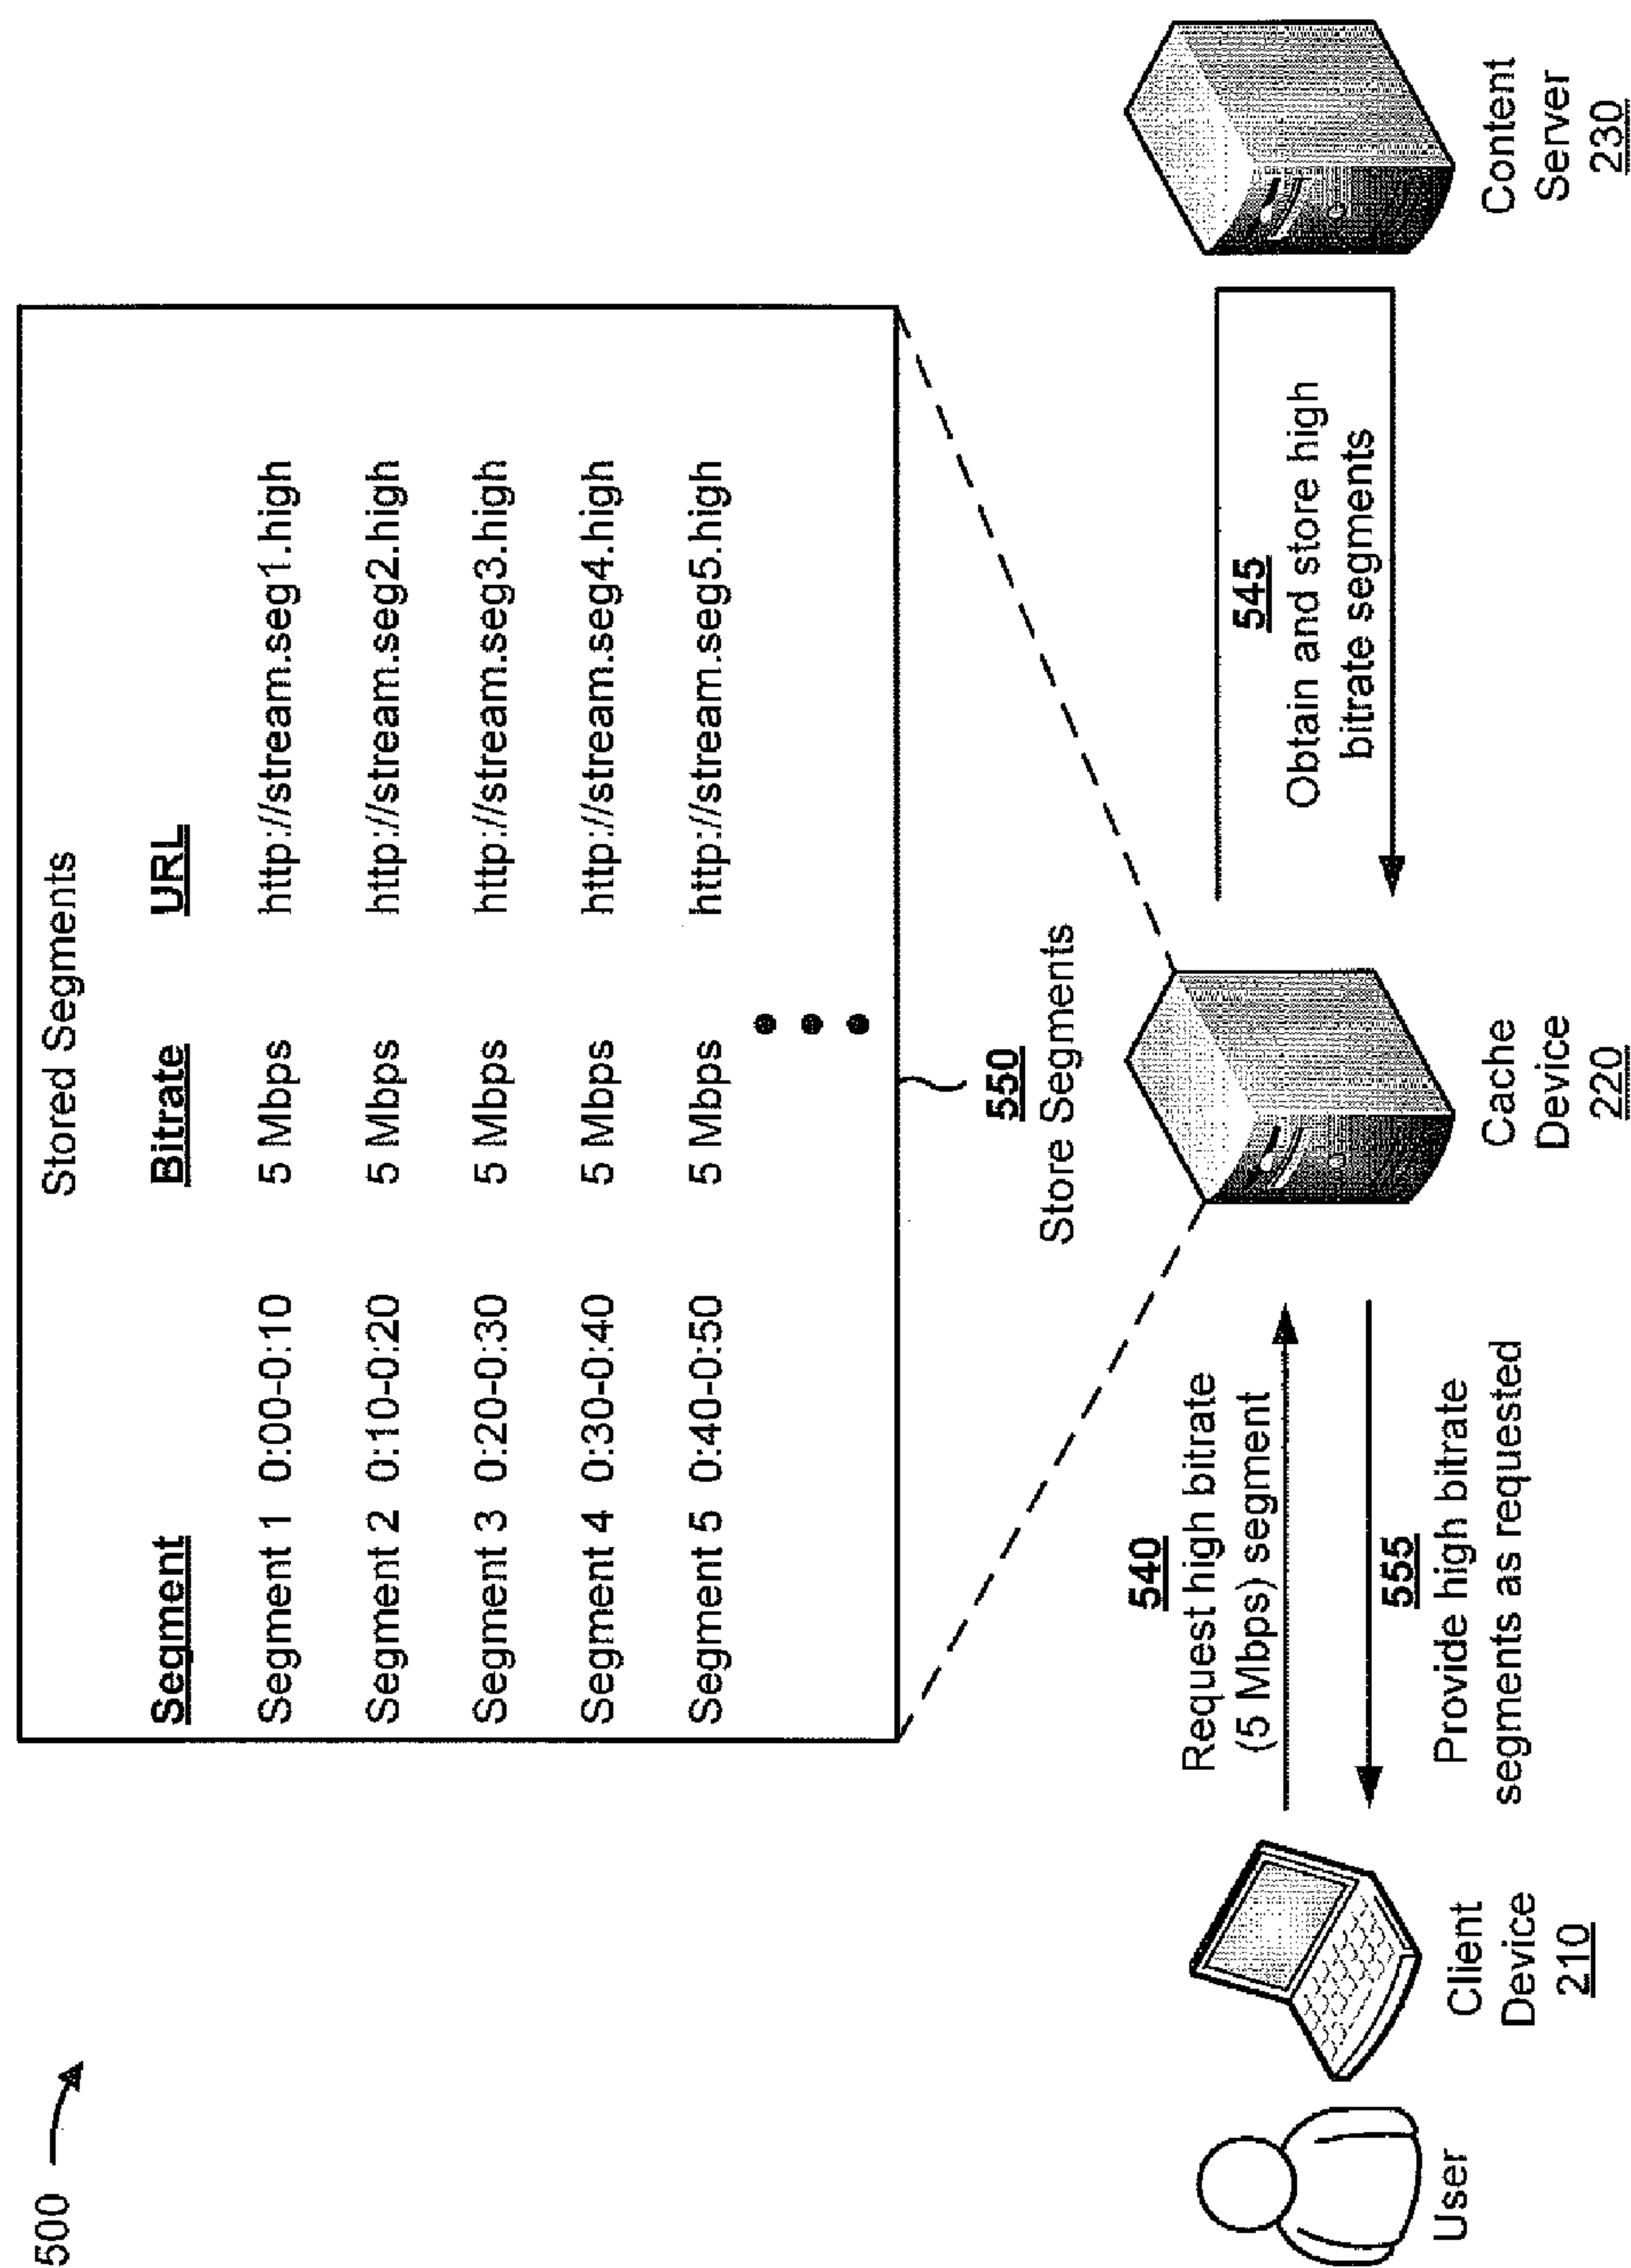 500
Stored Segments
Segment Bitrate URL
Segment 1 0:00-0:10 5 Mbps http://stream.seg1.high
Segment 2 0:10-0:20 5 Mbps http://stream.seg2.high
Segment 3 0:20-0:30 5 Mbps http://stream.seg3.high
Segment 4 0:30-0:40 5 Mbps http://stream.seg4.high
Segment 5 0:40-0:50 5 Mbps http://stream.seg5.high
550
Store Segments
540
Request high bitrate
(5 Mbps) segment
555
Provide high bitrate
segments as requested
545
Obtain and store high
bitrate segments
User
Client
Device
210
Cache
Device
220
Content
Server
230